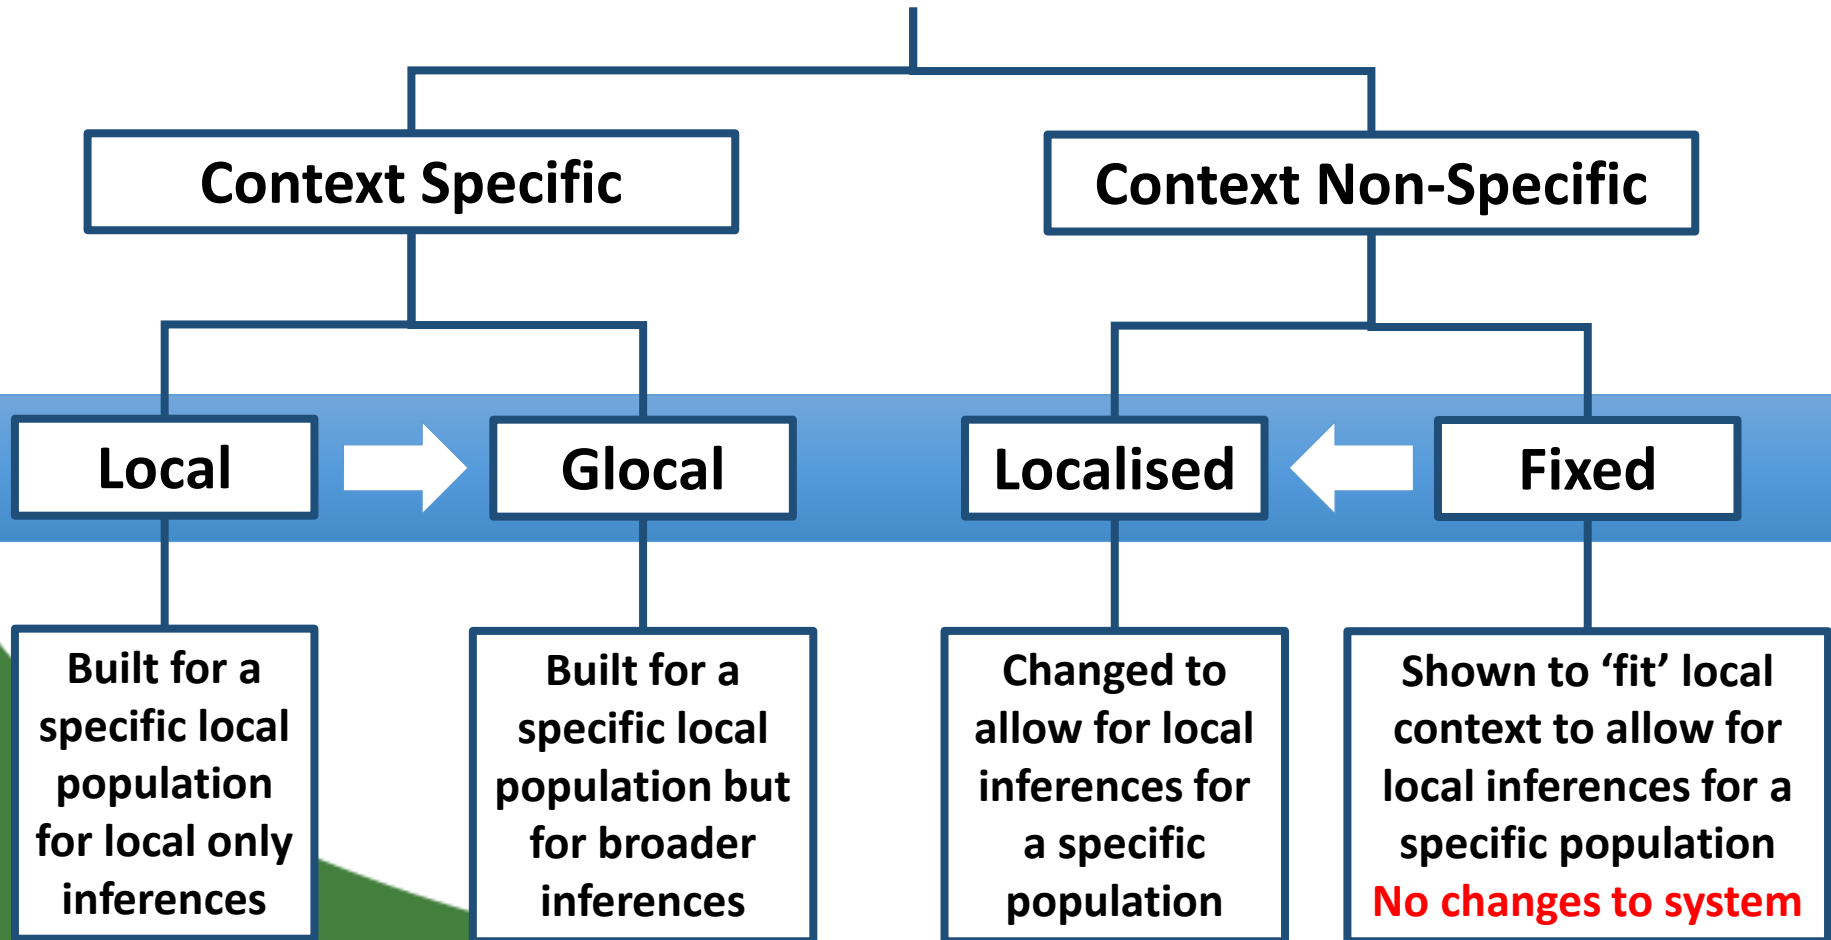 Context Specific
Context Non-Specific
Local
Glocal
Localised
Fixed
Built for a
specific local
population
for local only
inferences
Built for a
specific local
population but
for broader
inferences
Changed to
allow for local
inferences for
a specific
population
Shown to ‘fit’ local
context to allow for
local inferences for a
specific population
No changes to system